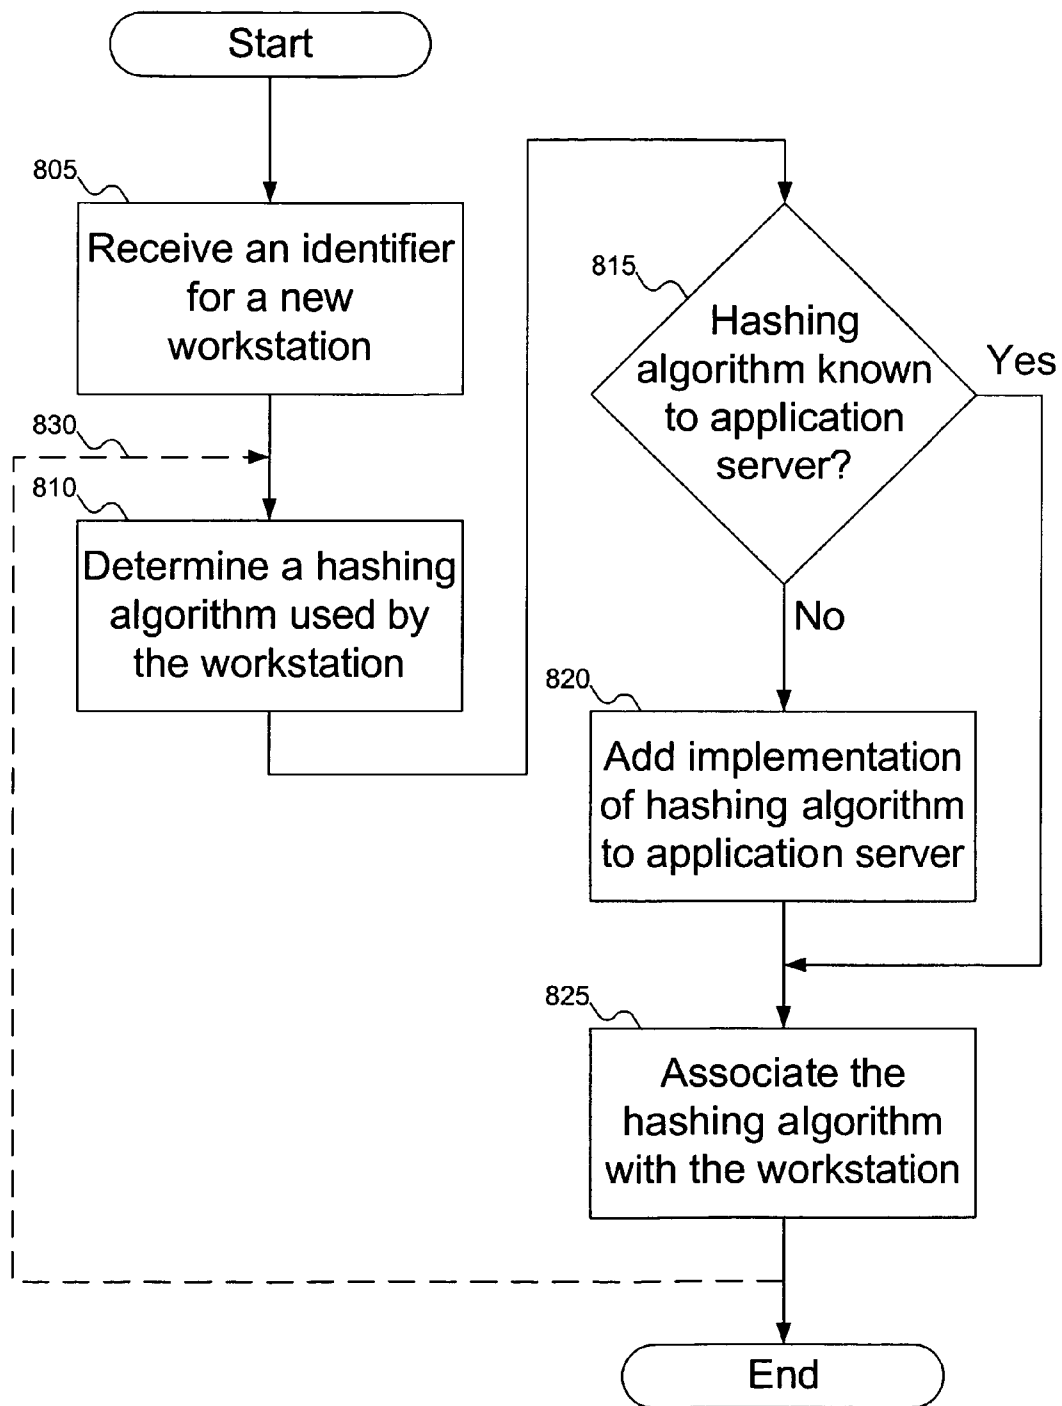 Start
805
Receive an identifier
for a new
workstation
830
810
Determine a hashing
algorithm used by
the workstation
815
Hashing
algorithm known
to application
server?
Yes
No
820
Add implementation
of hashing algorithm
to application server
825
Associate the
hashing algorithm
with the workstation
End